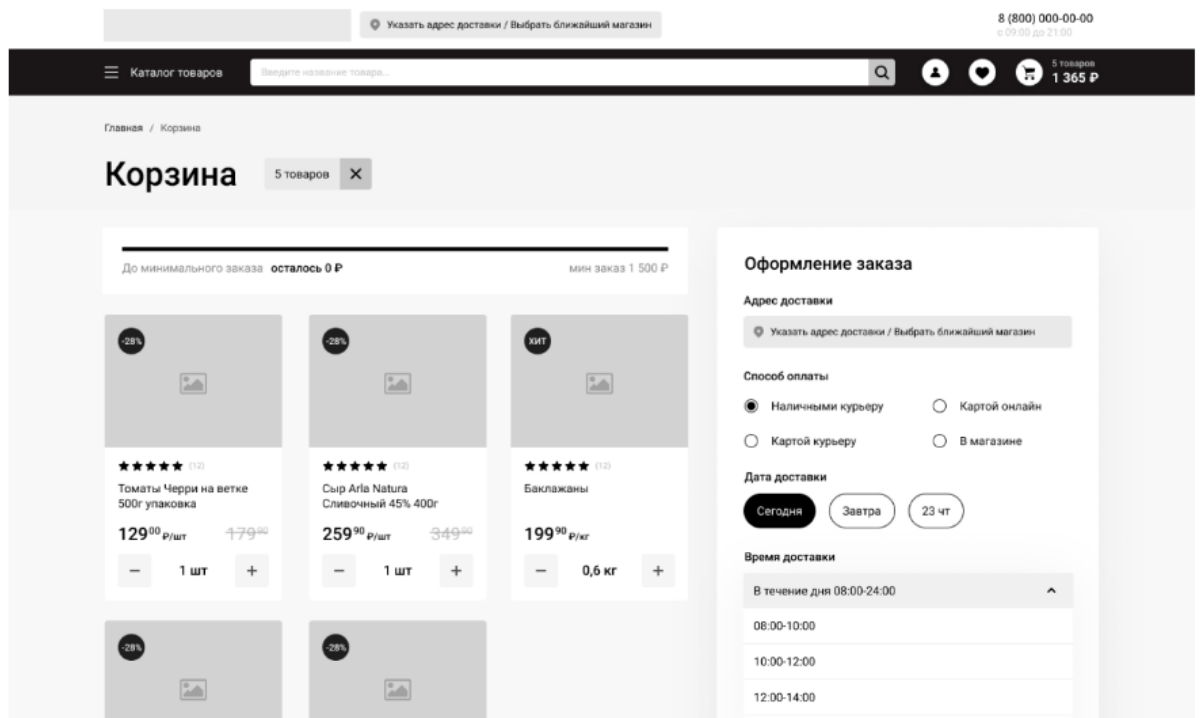 Указать адрес доставки / Выбрать ближайший магазин
8 (800) 000-00-00
с 09:00 до 21:00
Каталог товаров
Введите название товара...
5 товаров
1 365 ₽
Главная / Корзина
Корзина
5 товаров
До минимального заказа осталось 0 ₽
мин заказ 1 500 ₽
-28%
(12)
Томаты Черри на ветке
500г упаковка
129⁰⁰ ₽/шт 179⁹⁰
− 1 шт +
-28%
(12)
Сыр Arla Natura
Сливочный 45% 400г
259⁹⁰ ₽/шт 349⁹⁰
− 1 шт +
ХИТ
(12)
Баклажаны
199⁹⁰ ₽/кг
− 0,6 кг +
-28%
-28%
Оформление заказа
Адрес доставки
Указать адрес доставки / Выбрать ближайший магазин
Способ оплаты
Наличными курьеру
Картой онлайн
Картой курьеру
В магазине
Дата доставки
Сегодня
Завтра
23 чт
Время доставки
В течение дня 08:00-24:00
08:00-10:00
10:00-12:00
12:00-14:00